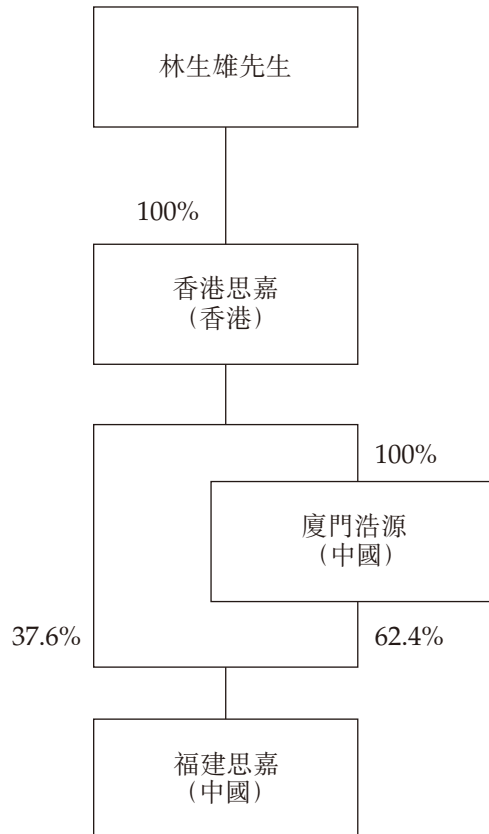 林生雄先生
100%
香港思嘉
（香港）
100%
廈門浩源
（中國）
37.6%
62.4%
福建思嘉
（中國）